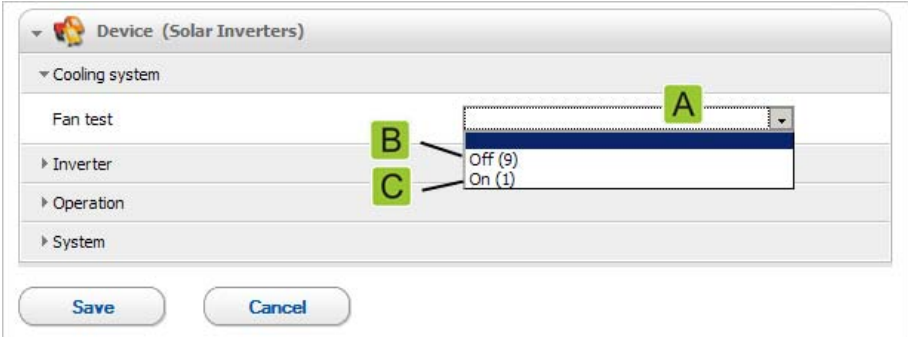 Device (Solar Inverters)
Cooling system
Fan test
A
B
Off (9)
C
On (1)
Inverter
Operation
System
Save
Cancel